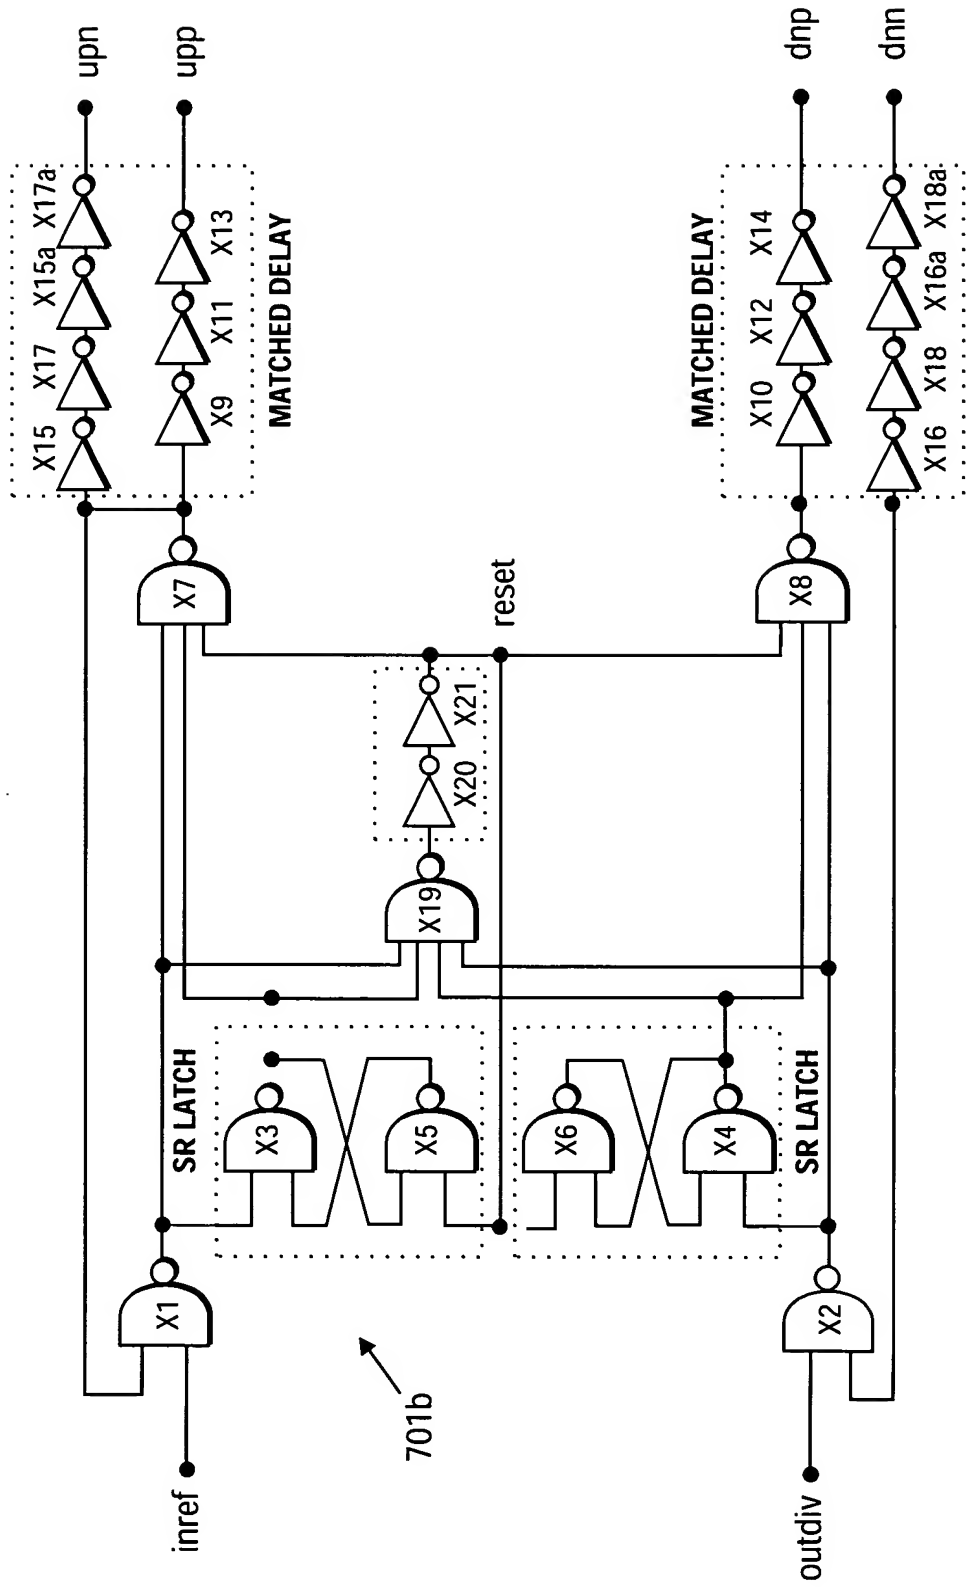 inref
outdiv
701b
X1
X2
SR LATCH
X3
X5
X6
X4
SR LATCH
X19
X20
X21
reset
X7
X8
X15
X17
X15a
X17a
X9
X11
X13
MATCHED DELAY
upn
upp
MATCHED DELAY
X10
X12
X14
X16
X18
X16a
X18a
dnp
dnn